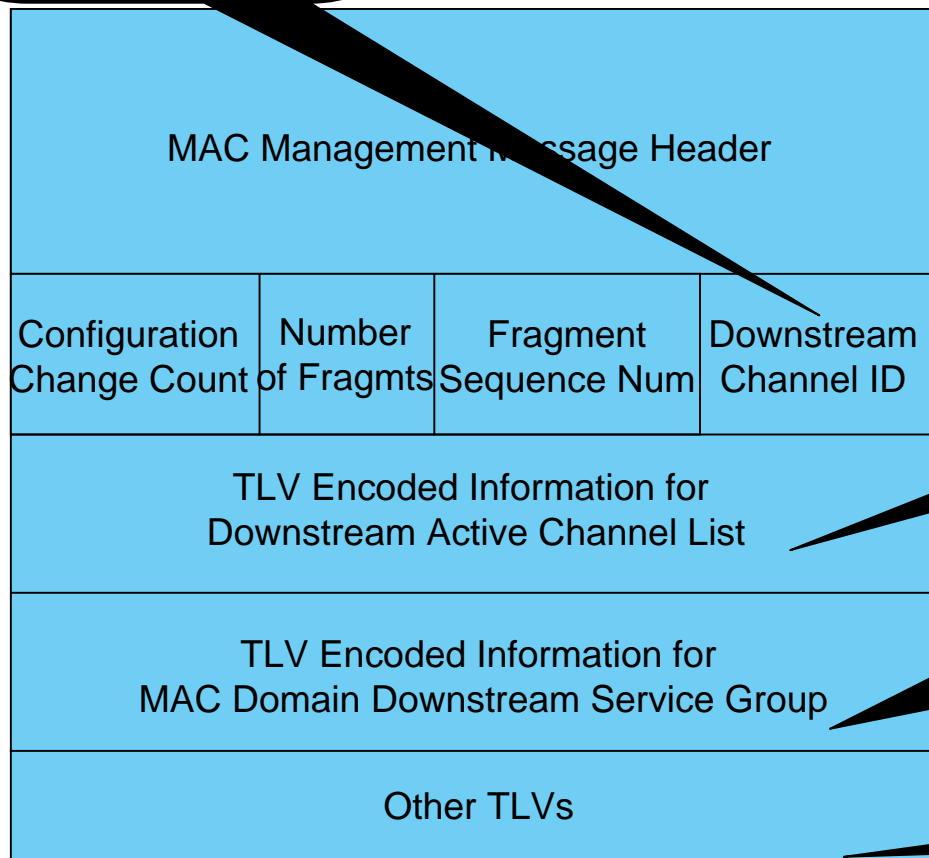 MAC Management Message Header
Configuration
Change Count
Number
of Fragmts
Fragment
Sequence Num
Downstream
Channel ID
TLV Encoded Information for
Downstream Active Channel List
TLV Encoded Information for
MAC Domain Downstream Service Group
Other TLVs